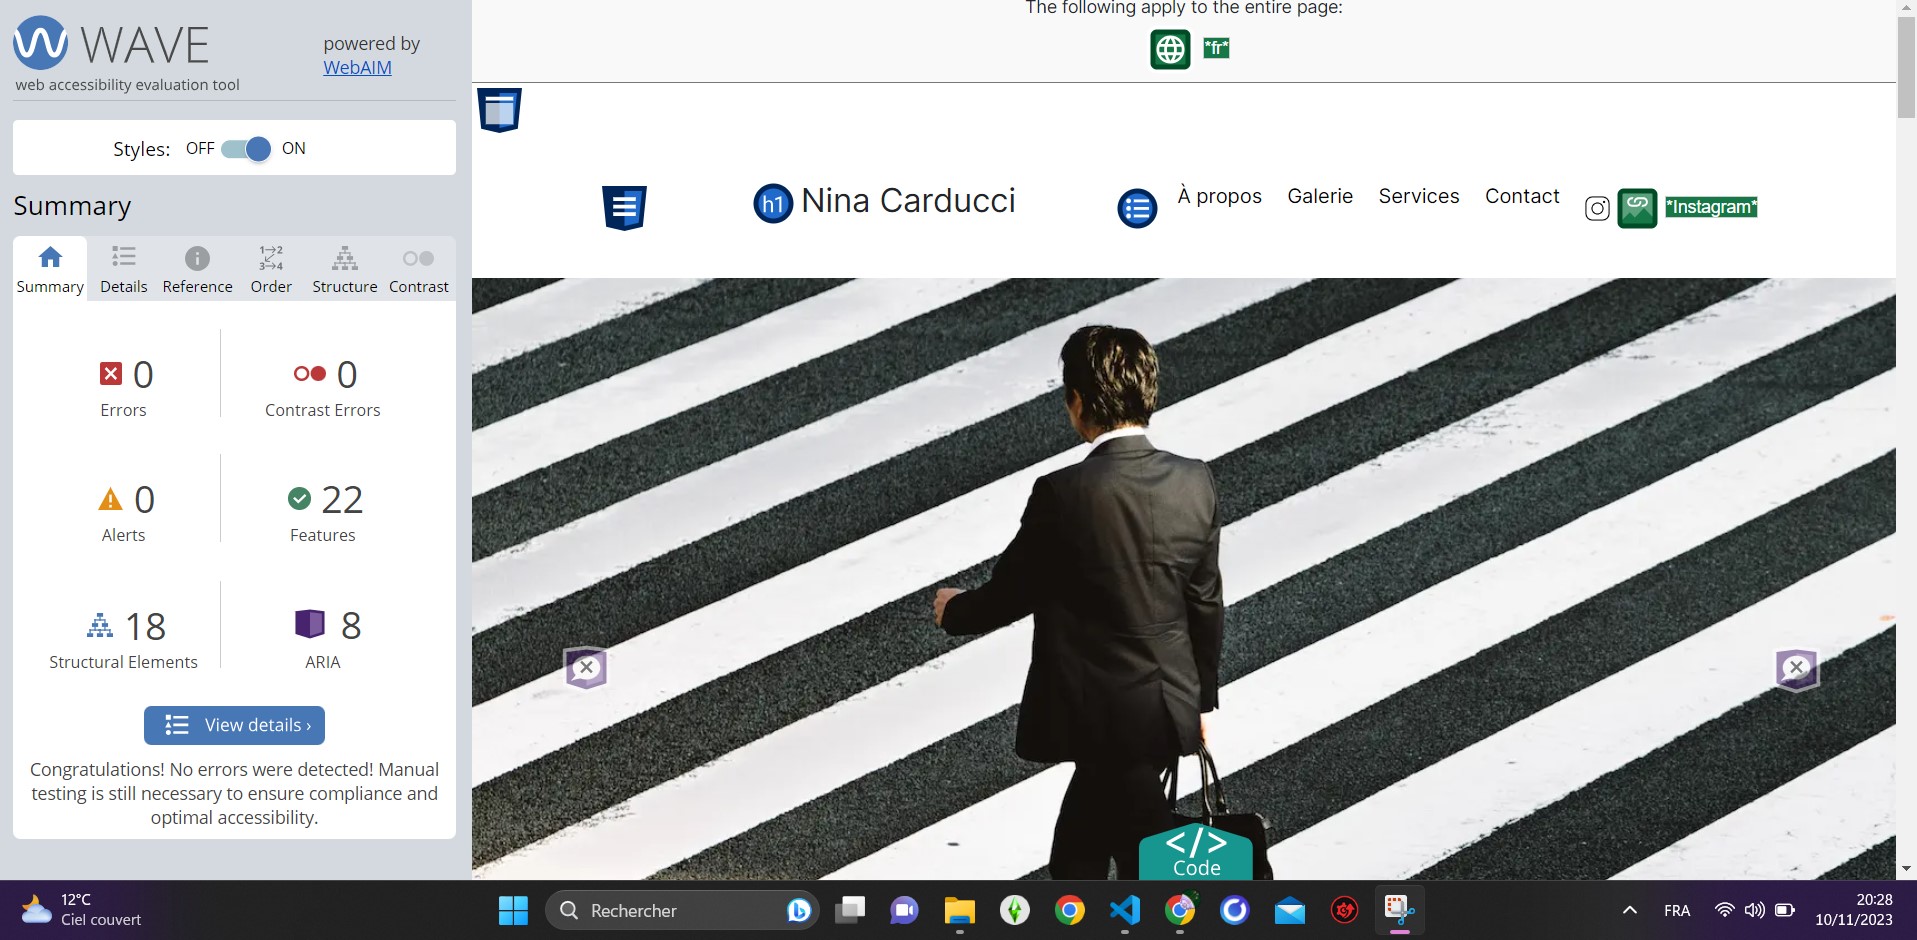 WAVE
powered by
WebAIM
web accessibility evaluation tool
Styles: OFF ON
Summary
Summary Details Reference Order Structure Contrast
0 Errors
0 Contrast Errors
0 Alerts
22 Features
18 Structural Elements
8 ARIA
View details ›
Congratulations! No errors were detected! Manual
testing is still necessary to ensure compliance and
optimal accessibility.
The following apply to the entire page:
*fr*
h1 Nina Carducci
À propos Galerie Services Contact *Instagram*
</>
Code
12°C
Ciel couvert
Rechercher
FRA
20:28
10/11/2023